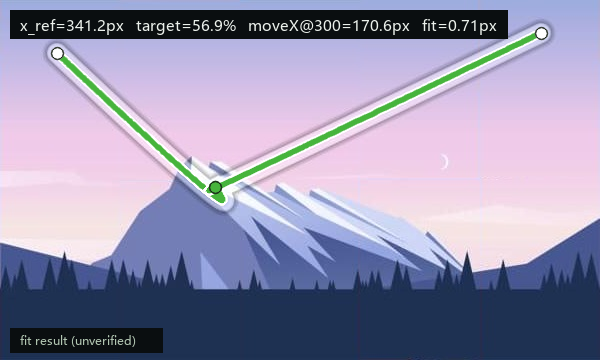 x_ref=341.2px target=56.9% moveX@300=170.6px fit=0.71px
fit result (unverified)